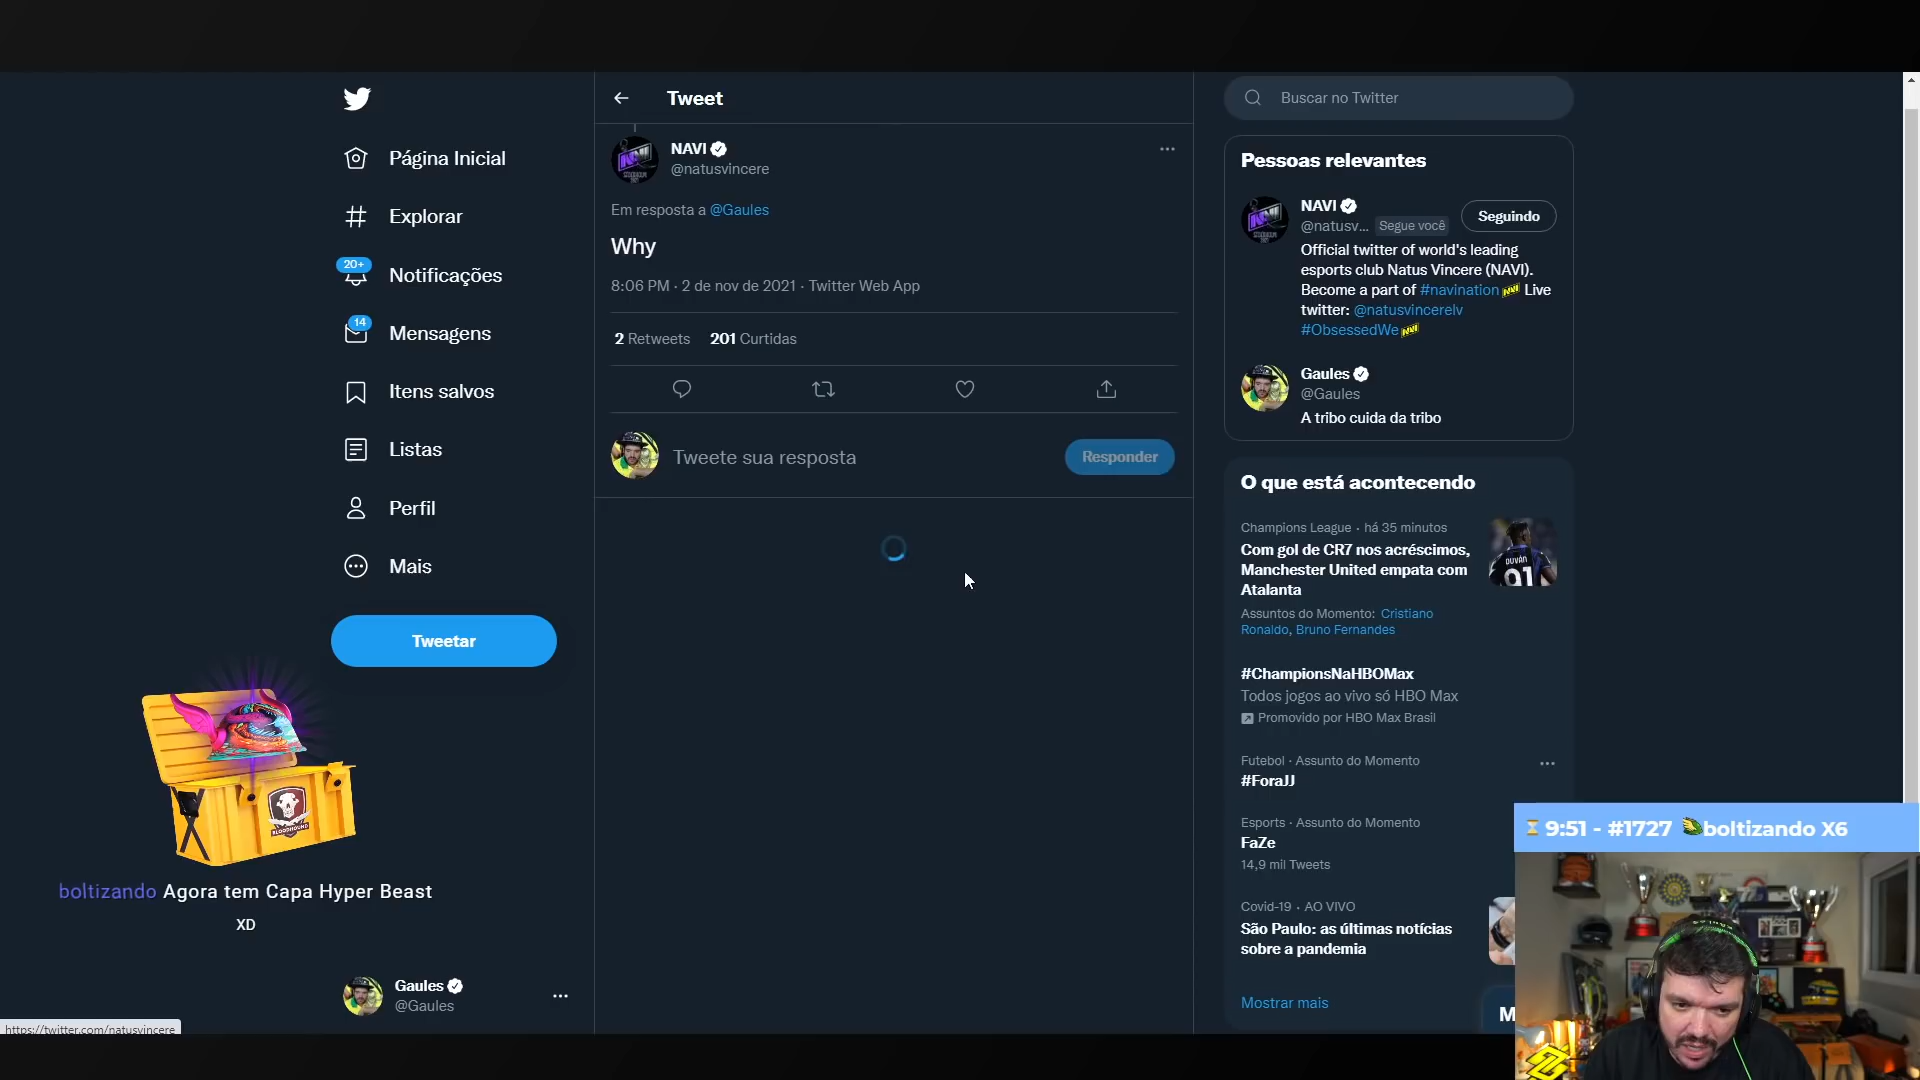 Página Inicial
Explorar
20+
Notificações
14
Mensagens
Itens salvos
Listas
Perfil
Mais
Tweetar
BLOODHOUND
boltizando Agora tem Capa Hyper Beast
XD
Gaules
@Gaules
https://twitter.com/natusvincere
Tweet
NAVI
@natusvincere
Em resposta a @Gaules
Why
8:06 PM · 2 de nov de 2021 · Twitter Web App
2 Retweets 201 Curtidas
Tweete sua resposta
Responder
Buscar no Twitter
Pessoas relevantes
NAVI
@natusv... Segue você
Seguindo
Official twitter of world's leading
esports club Natus Vincere (NAVI).
Become a part of #navination Live
twitter: @natusvincerelv
#ObsessedWe
Gaules
@Gaules
A tribo cuida da tribo
O que está acontecendo
Champions League · há 35 minutos
Com gol de CR7 nos acréscimos,
Manchester United empata com
Atalanta
Assuntos do Momento: Cristiano
Ronaldo, Bruno Fernandes
DUVÁN
91
#ChampionsNaHBOMax
Todos jogos ao vivo só HBO Max
Promovido por HBO Max Brasil
Futebol · Assunto do Momento
#ForaJJ
Esports · Assunto do Momento
FaZe
14,9 mil Tweets
Covid-19 · AO VIVO
São Paulo: as últimas notícias
sobre a pandemia
Mostrar mais
M
9:51 - #1727 boltizando X6